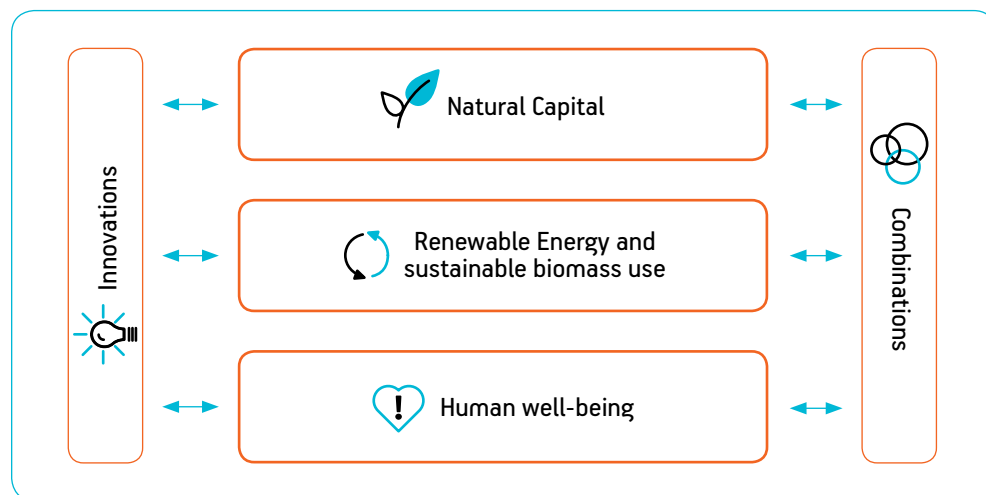 Innovations
Natural Capital
Renewable Energy and
sustainable biomass use
Human well-being
Combinations